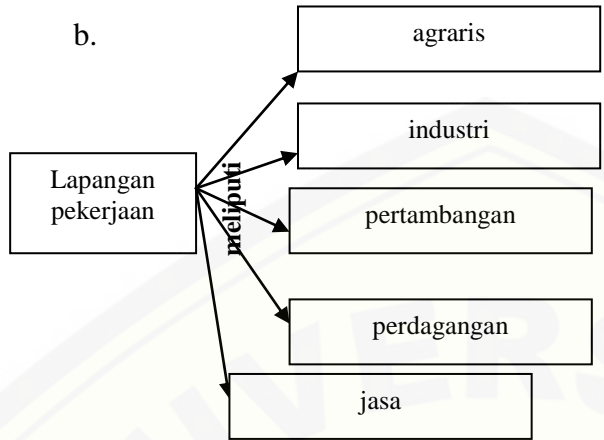 b.
agraris
industri
Lapangan
pekerjaan
meliputi
pertambangan
perdagangan
jasa